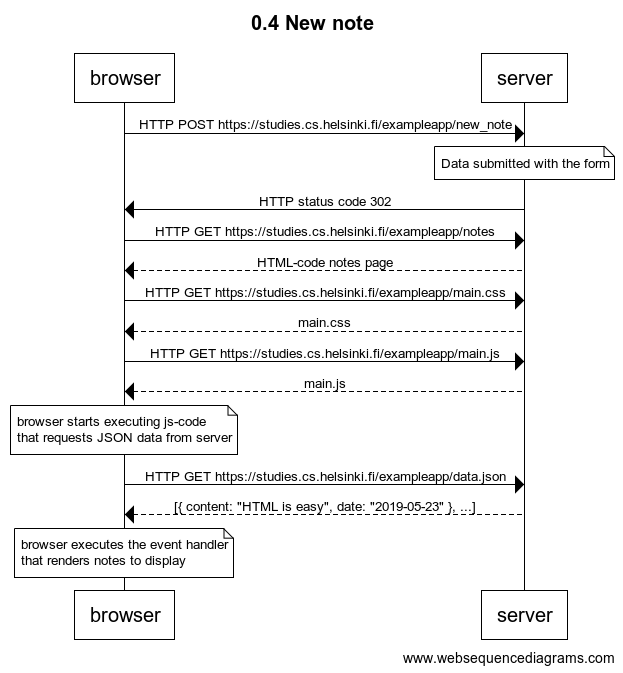 0.4 New note
browser
server
HTTP POST https://studies.cs.helsinki.fi/exampleapp/new_note
Data submitted with the form
HTTP status code 302
HTTP GET https://studies.cs.helsinki.fi/exampleapp/notes
HTML-code notes page
HTTP GET https://studies.cs.helsinki.fi/exampleapp/main.css
main.css
HTTP GET https://studies.cs.helsinki.fi/exampleapp/main.js
main.js
browser starts executing js-code
that requests JSON data from server
HTTP GET https://studies.cs.helsinki.fi/exampleapp/data.json
[{ content: "HTML is easy", date: "2019-05-23" }, ...]
browser executes the event handler
that renders notes to display
browser
server
www.websequencediagrams.com